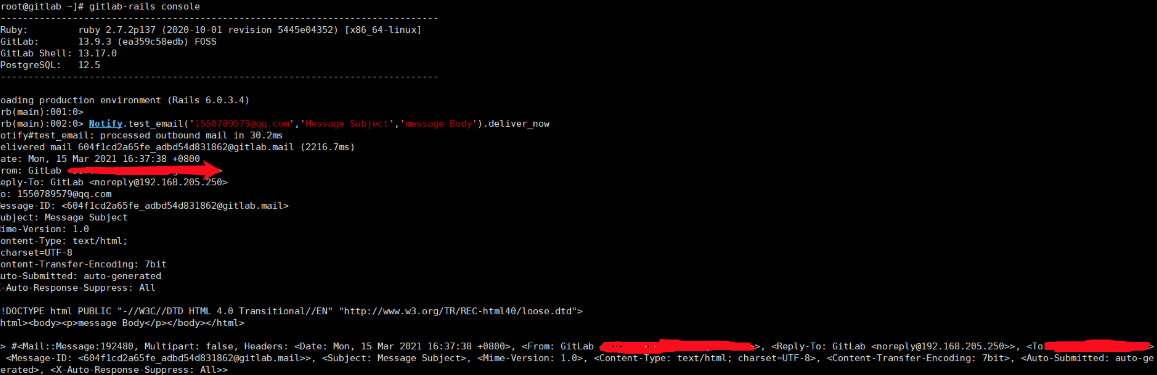 root@gitlab ~]# gitlab-rails console
--------------------------------------------------------------------------------
Ruby: ruby 2.7.2p137 (2020-10-01 revision 5445e04352) [x86_64-linux]
GitLab: 13.9.3 (ea359c58edb) FOSS
GitLab Shell: 13.17.0
PostgreSQL: 12.5
--------------------------------------------------------------------------------
oading production environment (Rails 6.0.3.4)
rb(main):001:0>
rb(main):002:0> Notify.test_email('1550789579@qq.com','Message Subject','message Body').deliver_now
otify#test_email: processed outbound mail in 30.2ms
elivered mail 604f1cd2a65fe_adbd54d831862@gitlab.mail (2216.7ms)
ate: Mon, 15 Mar 2021 16:37:38 +0800
rom: GitLab
eply-To: GitLab <noreply@192.168.205.250>
o: 1550789579@qq.com
essage-ID: <604f1cd2a65fe_adbd54d831862@gitlab.mail>
ubject: Message Subject
ime-Version: 1.0
ontent-Type: text/html;
charset=UTF-8
ontent-Transfer-Encoding: 7bit
uto-Submitted: auto-generated
-Auto-Response-Suppress: All
!DOCTYPE html PUBLIC "-//W3C//DTD HTML 4.0 Transitional//EN" "http://www.w3.org/TR/REC-html40/loose.dtd">
html><body><p>message Body</p></body></html>
> #<Mail::Message:192480, Multipart: false, Headers: <Date: Mon, 15 Mar 2021 16:37:38 +0800>, <From: GitLab >, <Reply-To: GitLab <noreply@192.168.205.250>>, <To >
<Message-ID: <604f1cd2a65fe_adbd54d831862@gitlab.mail>>, <Subject: Message Subject>, <Mime-Version: 1.0>, <Content-Type: text/html; charset=UTF-8>, <Content-Transfer-Encoding: 7bit>, <Auto-Submitted: auto-ge
erated>, <X-Auto-Response-Suppress: All>>